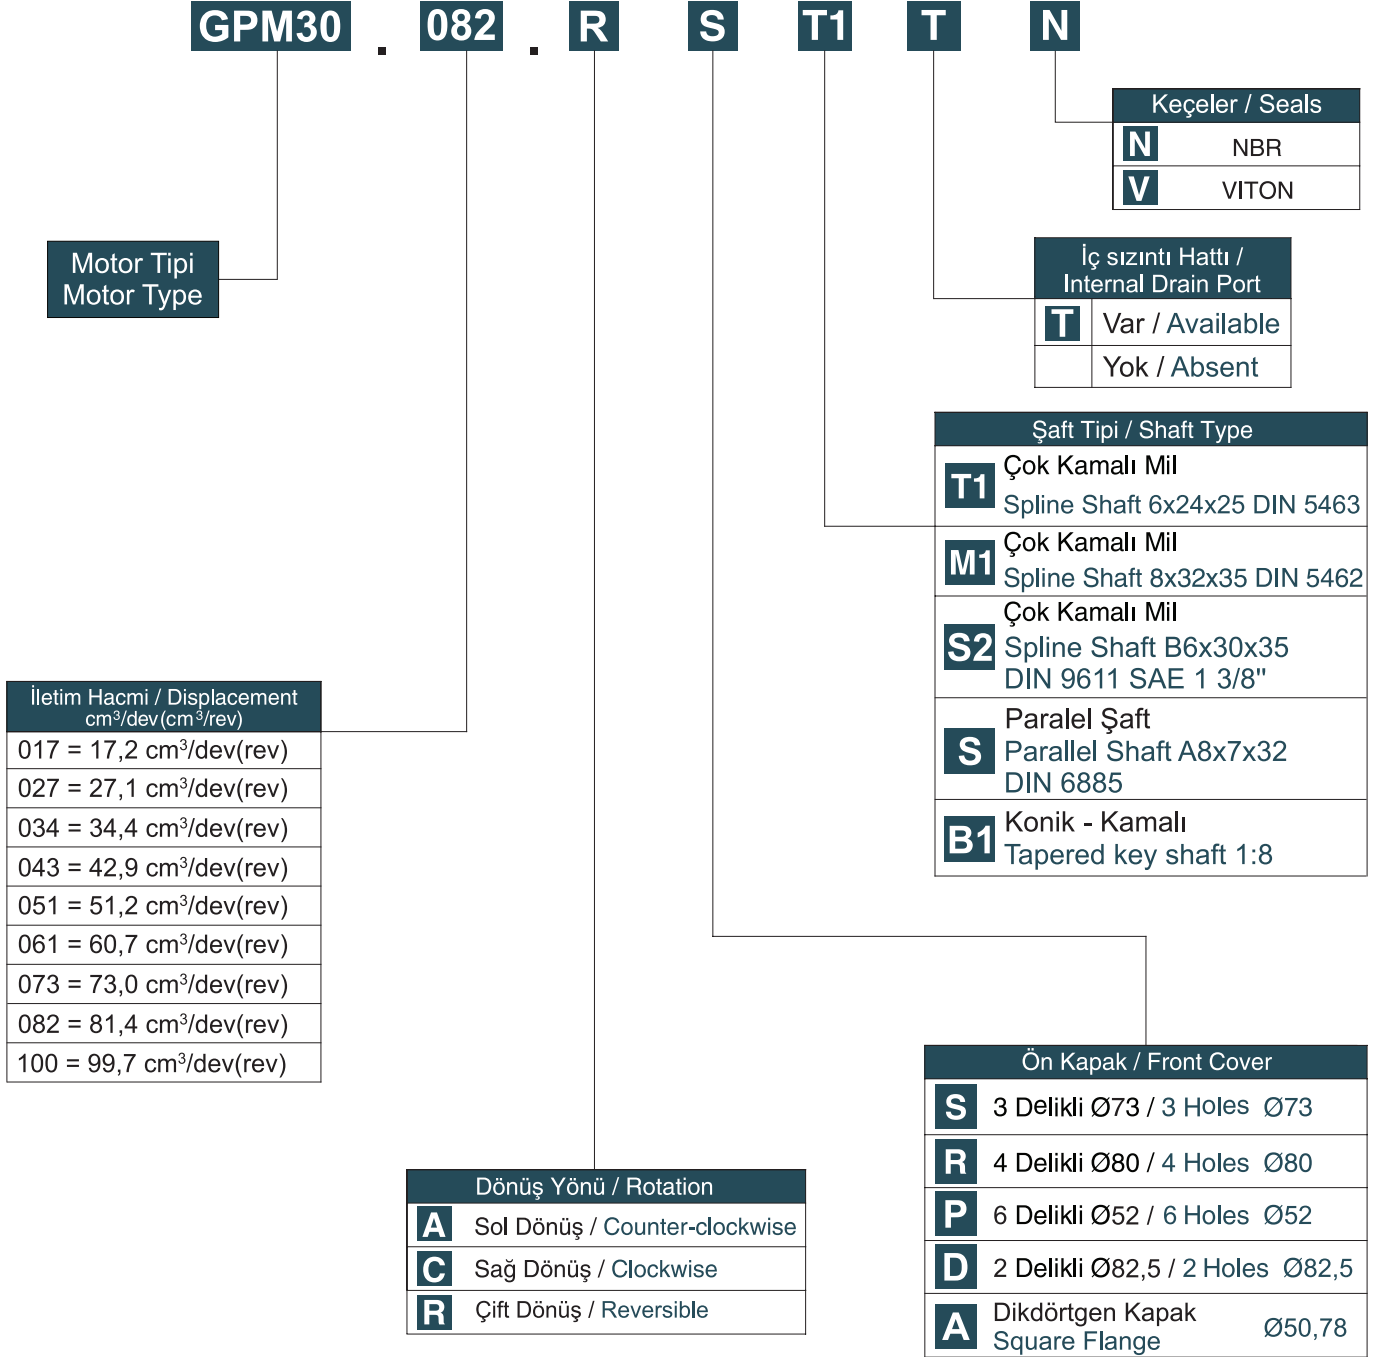 GPM30 . 082 . R S T1 T N
Keçeler / Seals
N NBR
V VITON
Motor Tipi
Motor Type
İç sızıntı Hattı /
Internal Drain Port
T Var / Available
Yok / Absent
Şaft Tipi / Shaft Type
T1 Çok Kamalı Mil
Spline Shaft 6x24x25 DIN 5463
M1 Çok Kamalı Mil
Spline Shaft 8x32x35 DIN 5462
S2 Çok Kamalı Mil
Spline Shaft B6x30x35
DIN 9611 SAE 1 3/8"
S Paralel Şaft
Parallel Shaft A8x7x32
DIN 6885
B1 Konik - Kamalı
Tapered key shaft 1:8
İletim Hacmi / Displacement
cm³/dev(cm³/rev)
017 = 17,2 cm³/dev(rev)
027 = 27,1 cm³/dev(rev)
034 = 34,4 cm³/dev(rev)
043 = 42,9 cm³/dev(rev)
051 = 51,2 cm³/dev(rev)
061 = 60,7 cm³/dev(rev)
073 = 73,0 cm³/dev(rev)
082 = 81,4 cm³/dev(rev)
100 = 99,7 cm³/dev(rev)
Dönüş Yönü / Rotation
A Sol Dönüş / Counter-clockwise
C Sağ Dönüş / Clockwise
R Çift Dönüş / Reversible
Ön Kapak / Front Cover
S 3 Delikli Ø73 / 3 Holes Ø73
R 4 Delikli Ø80 / 4 Holes Ø80
P 6 Delikli Ø52 / 6 Holes Ø52
D 2 Delikli Ø82,5 / 2 Holes Ø82,5
A Dikdörtgen Kapak
Square Flange Ø50,78